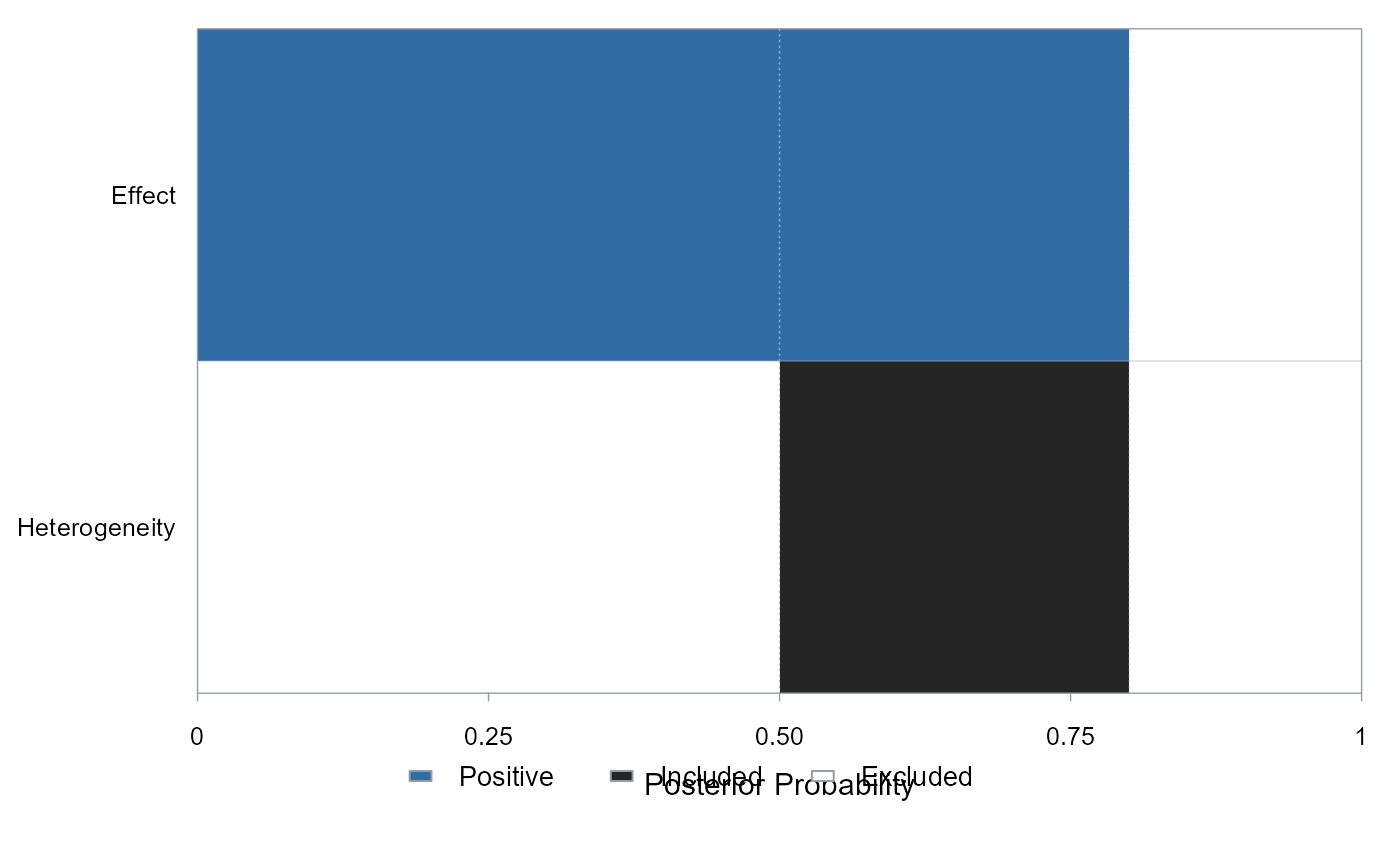 Effect
Heterogeneity
0 0.25 0.50 0.75 1
Positive Included Excluded
Posterior Probability